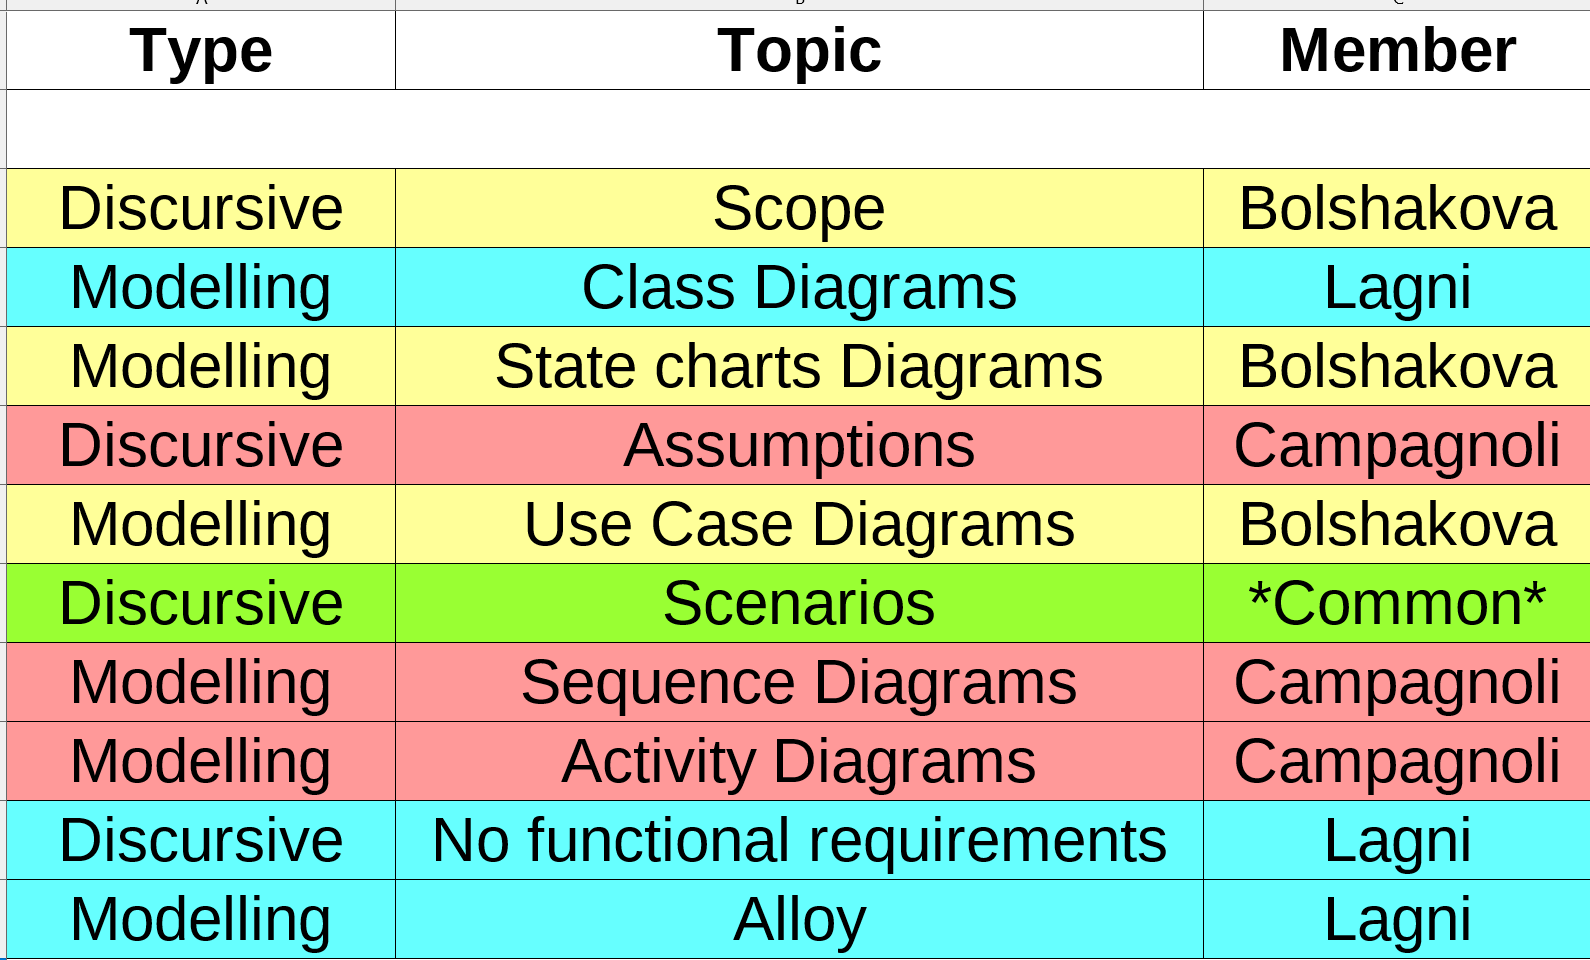 Type Topic Member
Discursive Scope Bolshakova
Modelling Class Diagrams Lagni
Modelling State charts Diagrams Bolshakova
Discursive Assumptions Campagnoli
Modelling Use Case Diagrams Bolshakova
Discursive Scenarios *Common*
Modelling Sequence Diagrams Campagnoli
Modelling Activity Diagrams Campagnoli
Discursive No functional requirements Lagni
Modelling Alloy Lagni